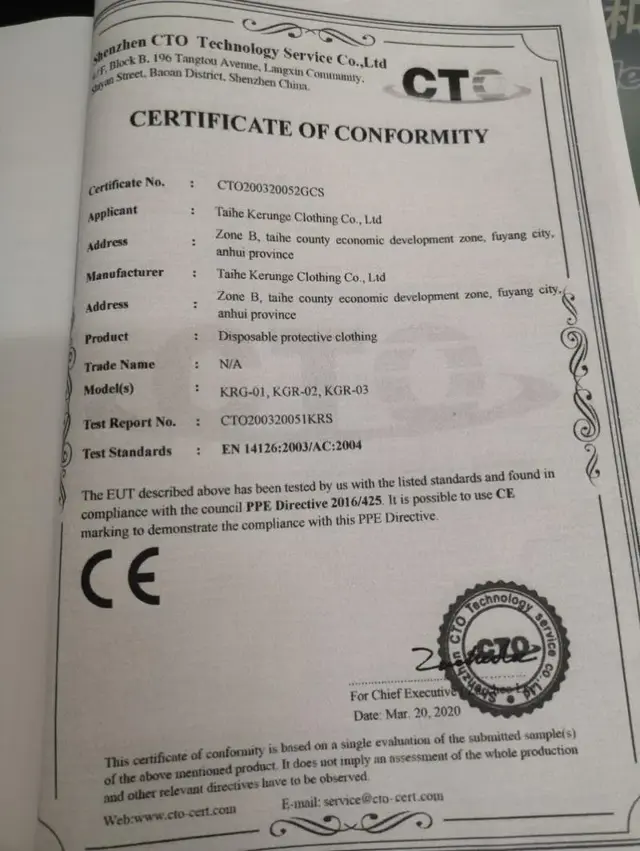 Shenzhen CTO Technology Service Co.,Ltd
/F, Block B, 196 Tangtou Avenue, Langxin Community,
Shiyan Street, Baoan District, Shenzhen China.
CTO
CERTIFICATE OF CONFORMITY
Certificate No. : CTO200320052GCS
Applicant : Taihe Kerunge Clothing Co., Ltd
Address : Zone B, taihe county economic development zone, fuyang city,
anhui province
Manufacturer : Taihe Kerunge Clothing Co., Ltd
Address : Zone B, taihe county economic development zone, fuyang city,
anhui province
Product : Disposable protective clothing
Trade Name : N/A
Model(s) : KRG-01, KGR-02, KGR-03
Test Report No. : CTO200320051KRS
Test Standards : EN 14126:2003/AC:2004
CTO
The EUT described above has been tested by us with the listed standards and found in
compliance with the council PPE Directive 2016/425. It is possible to use CE
marking to demonstrate the compliance with this PPE Directive.
CE
Shenzhen CTO Technology service co.,Ltd
CTO
For Chief Executive
Date: Mar. 20, 2020
This certificate of conformity is based on a single evaluation of the submitted sample(s)
of the above mentioned product. It does not imply an assessment of the whole production
and other relevant directives have to be observed.
Web:www.cto-cert.com E-mail: service@cto-cert.com
和